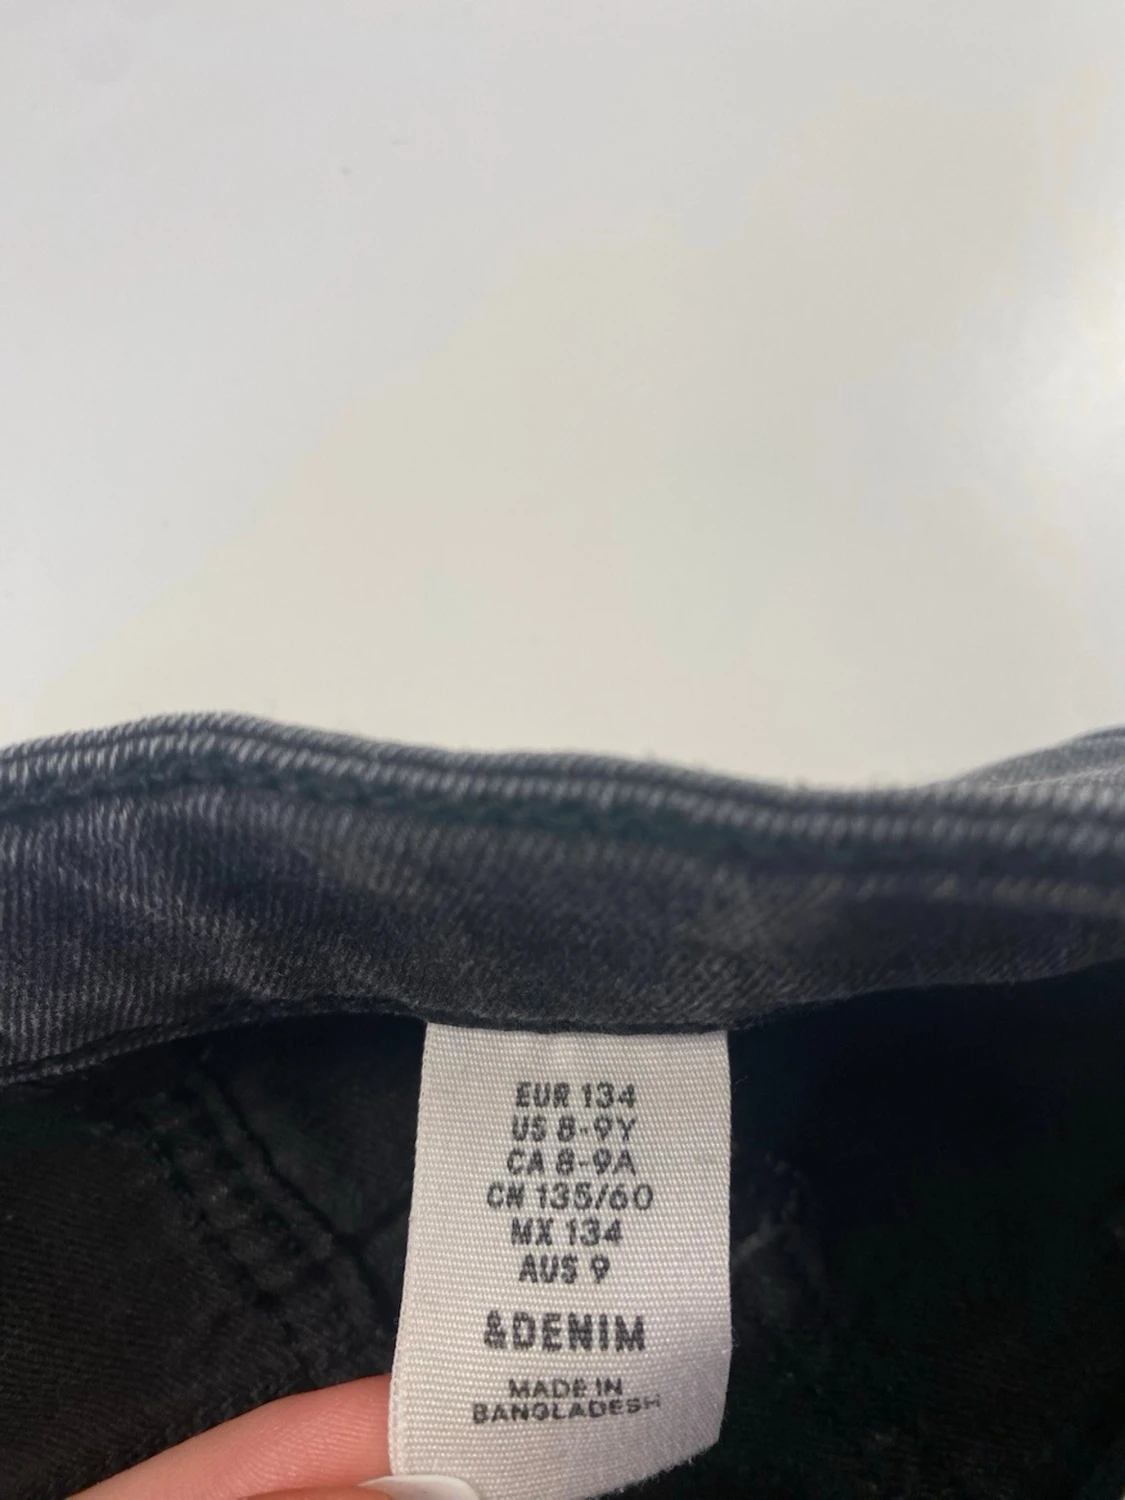 EUR 134
US 8-9Y
CA 8-9A
CN 135/60
MX 134
AUS 9
&DENIM
MADE IN
BANGLADESH